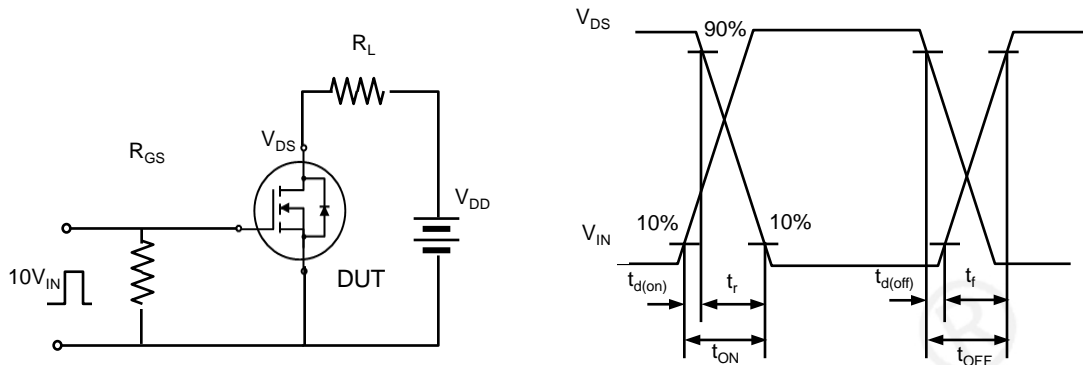 R_L
R_GS
V_DS
V_DD
10V_IN
DUT
V_DS
90%
10%
10%
V_IN
t_d(on)
t_r
t_d(off)
t_f
t_ON
t_OFF